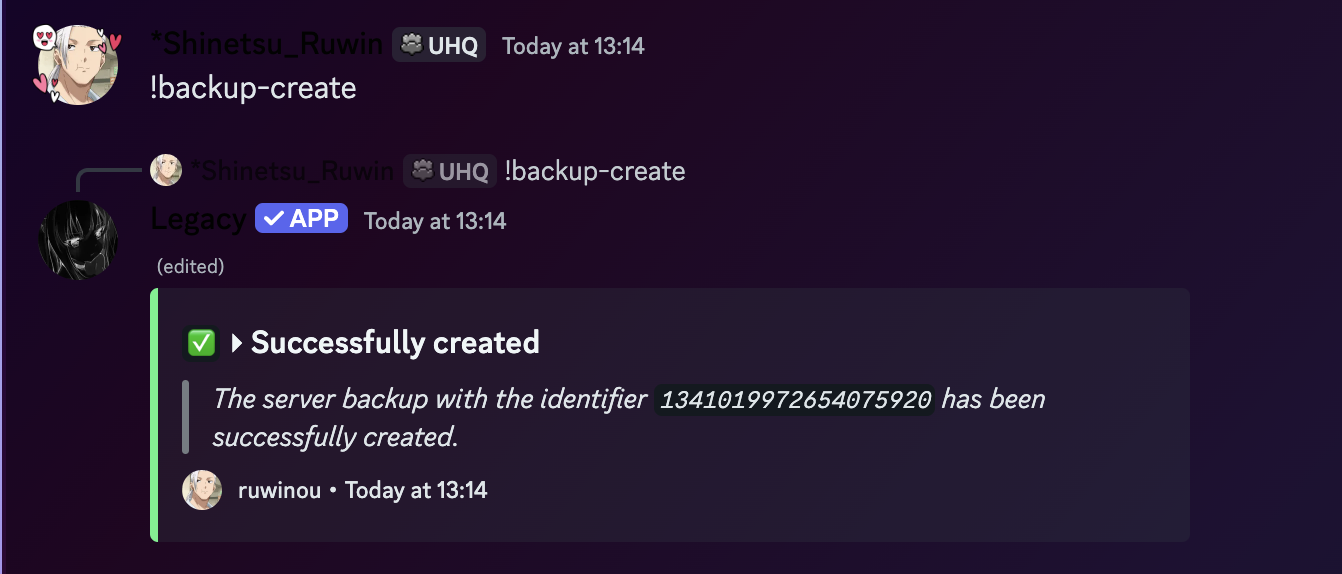 *Shinetsu_Ruwin UHQ Today at 13:14
!backup-create
*Shinetsu_Ruwin UHQ !backup-create
Legacy ✓ APP Today at 13:14
(edited)
✅ ▸ Successfully created
The server backup with the identifier 1341019972654075920 has been
successfully created.
ruwinou • Today at 13:14